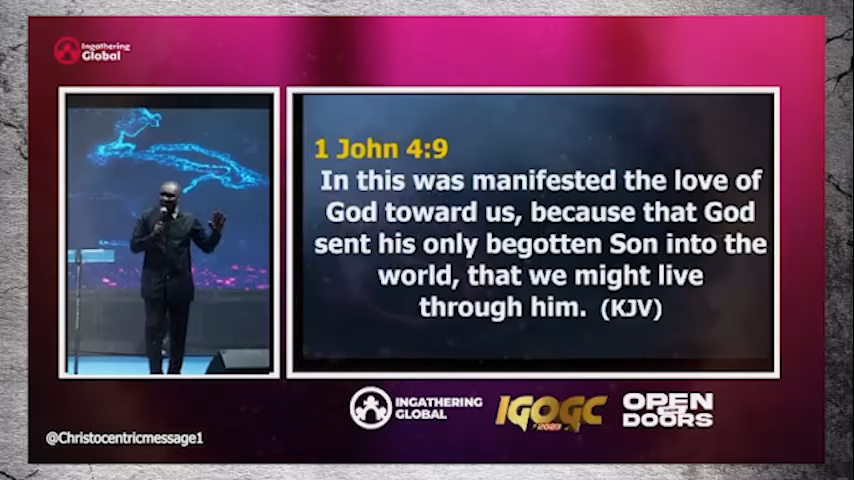 Ingathering
Global
1 John 4:9
In this was manifested the love of
God toward us, because that God
sent his only begotten Son into the
world, that we might live
through him. (KJV)
INGATHERING
GLOBAL
IGOGC
2023
OPEN
DOORS
@Christocentricmessage1